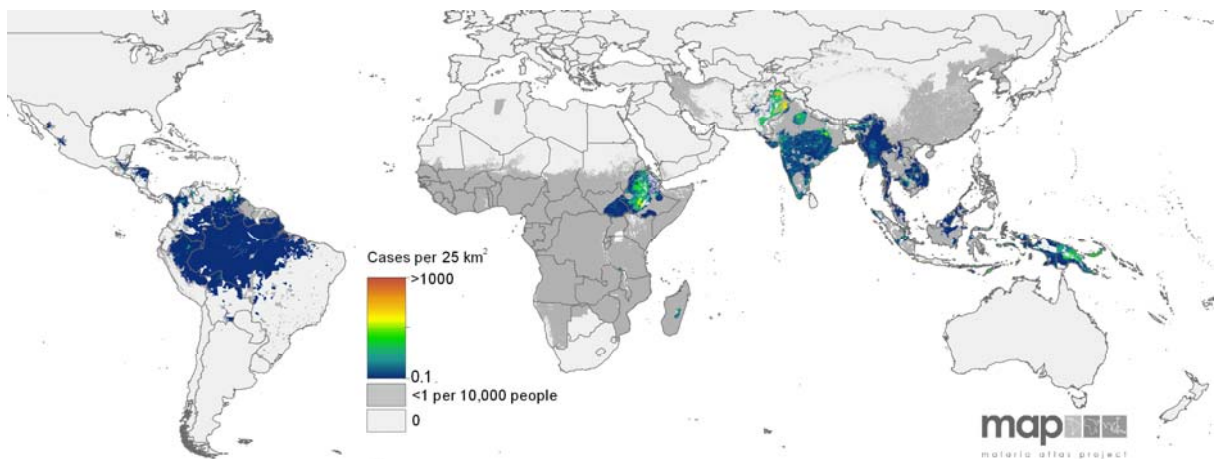 Cases per 25 km²
>1000
0.1
<1 per 10,000 people
0
map
malaria atlas project